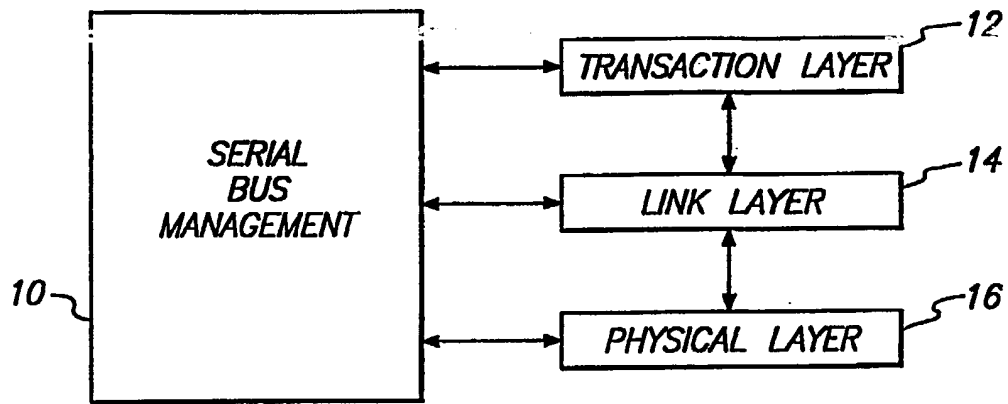 12
TRANSACTION LAYER
SERIAL
BUS
MANAGEMENT
14
LINK LAYER
10
16
PHYSICAL LAYER